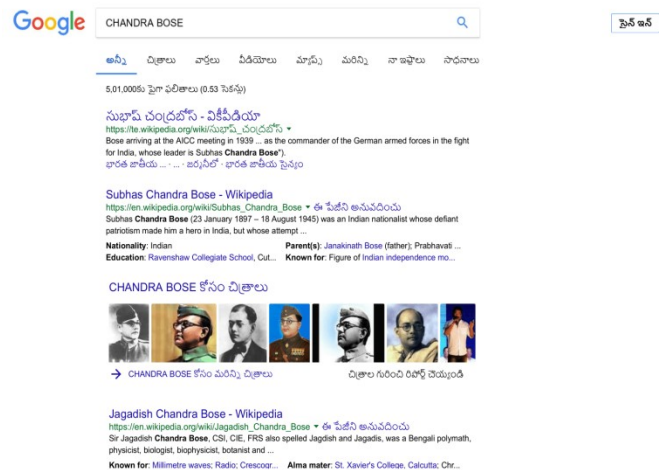 Google
CHANDRA BOSE
సైన్ ఇన్
అన్నీ చిత్రాలు వార్తలు వీడియోలు మ్యాప్స్ మరిన్ని నా ఇష్టాలు సాధనాలు
5,01,000కు పైగా ఫలితాలు (0.53 సెకన్లు)
సుభాష్ చంద్రబోస్ - వికీపీడియా
https://te.wikipedia.org/wiki/సుభాష్_చంద్రబోస్
Bose arriving at the AICC meeting in 1939 ... as the commander of the German armed forces in the fight
for India, whose leader is Subhas Chandra Bose").
భారత జాతీయ ... · ... · జర్మనీలో · భారత జాతీయ సైన్యం
Subhas Chandra Bose - Wikipedia
https://en.wikipedia.org/wiki/Subhas_Chandra_Bose ఈ పేజీని అనువదించు
Subhas Chandra Bose (23 January 1897 – 18 August 1945) was an Indian nationalist whose defiant
patriotism made him a hero in India, but whose attempt ...
Nationality: Indian Parent(s): Janakinath Bose (father); Prabhavati ...
Education: Ravenshaw Collegiate School, Cut... Known for: Figure of Indian independence mo...
CHANDRA BOSE కోసం చిత్రాలు
→ CHANDRA BOSE కోసం మరిన్ని చిత్రాలు చిత్రాల గురించి రిపోర్ట్ చెయ్యండి
Jagadish Chandra Bose - Wikipedia
https://en.wikipedia.org/wiki/Jagadish_Chandra_Bose ఈ పేజీని అనువదించు
Sir Jagadish Chandra Bose, CSI, CIE, FRS also spelled Jagdish and Jagadis, was a Bengali polymath,
physicist, biologist, biophysicist, botanist and ...
Known for: Millimetre waves; Radio; Crescogr... Alma mater: St. Xavier's College, Calcutta; Chr...